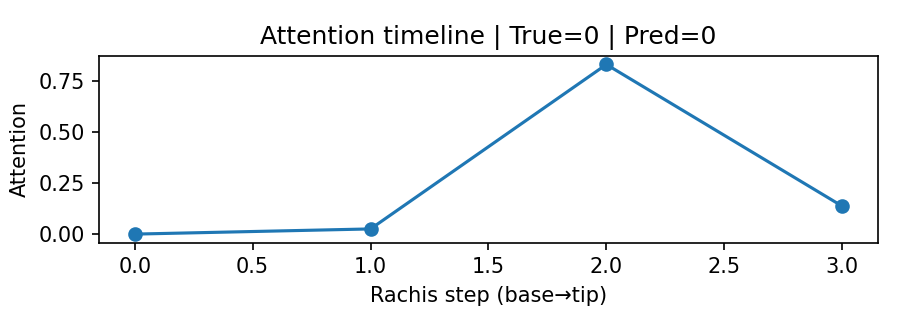 Attention timeline | True=0 | Pred=0
Attention
0.75
0.50
0.25
0.00
0.0 0.5 1.0 1.5 2.0 2.5 3.0
Rachis step (base→tip)